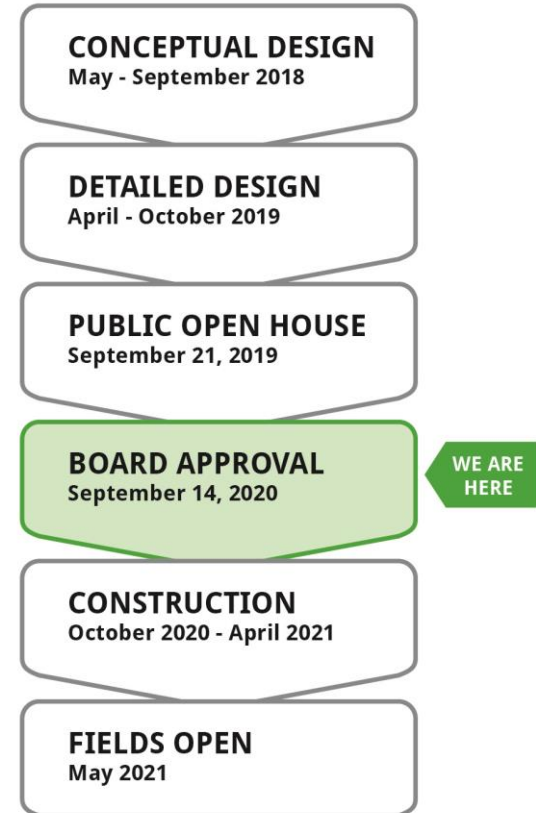 CONCEPTUAL DESIGN
May - September 2018
DETAILED DESIGN
April - October 2019
PUBLIC OPEN HOUSE
September 21, 2019
BOARD APPROVAL
September 14, 2020
WE ARE
HERE
CONSTRUCTION
October 2020 - April 2021
FIELDS OPEN
May 2021